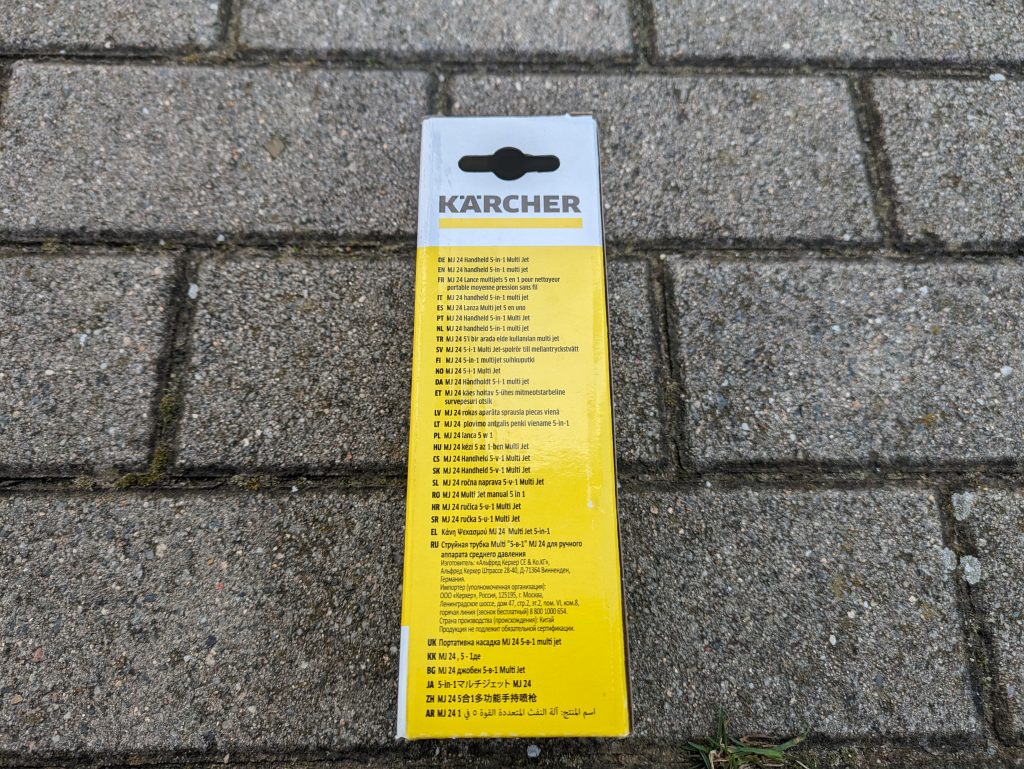 KÄRCHER
DE MJ 24 Handheld 5-in-1 Multi Jet
EN MJ 24 handheld 5-in-1 multi jet
FR MJ 24 Lance multijets 5 en 1 pour nettoyeur
portable moyenne pression sans fil
IT MJ 24 handheld 5-in-1 multi jet
ES MJ 24 Lanza Multi jet 5 en uno
PT MJ 24 Handheld 5-in-1 Multi Jet
NL MJ 24 handheld 5-in-1 multi jet
TR MJ 24 5'i bir arada elde kullanılan multi jet
SV MJ 24 5-i-1 Multi Jet-spolrör till mellantryckstvätt
FI MJ 24 5-in-1 multijet suihkuputki
NO MJ 24 5-i-1 Multi Jet
DA MJ 24 Håndholdt 5-i-1 multi jet
ET MJ 24 käes hoitav 5-ühes mitmeotstarbeline
survepesuri otsik
LV MJ 24 rokas aparāta sprausla piecas vienā
LT MJ 24 plovimo antgalis penki viename 5-in-1
PL MJ 24 lanca 5 w 1
HU MJ 24 kézi 5 az 1-ben Multi Jet
CS MJ 24 Handheld 5-v-1 Multi Jet
SK MJ 24 Handheld 5-v-1 Multi Jet
SL MJ 24 ročna naprava 5-v-1 Multi Jet
RO MJ 24 Multi Jet manual 5 in 1
HR MJ 24 ručica 5-u-1 Multi Jet
SR MJ 24 ručka 5-u-1 Multi Jet
EL Κάνη Ψεκασμού MJ 24 Multi Jet 5-in-1
RU Струйная трубка Multi "5-в-1" MJ 24 для ручного
аппарата среднего давления
Изготовитель: «Альфред Керхер СЕ & Ко.КГ»,
Альфред Керхер Штрассе 28-40, Д-71364 Винненден,
Германия.
Импортер (уполномоченная организация):
ООО «Керхер», Россия, 125195, г. Москва,
Ленинградское шоссе, дом 47, стр.2, эт.2, пом. VI, ком.8,
горячая линия (звонок бесплатный) 8 800 1000 654.
Страна производства (происхождения): Китай
Продукция не подлежит обязательной сертификации.
UK Портативна насадка MJ 24 5-в-1 multi jet
KK MJ 24 , 5 - 1де
BG MJ 24 джобен 5-в-1 Multi Jet
JA 5-in-1マルチジェット MJ 24
ZH MJ 24 5合1多功能手持喷枪
AR MJ 24 اسم المنتج: آلة النفث المتعددة القوة ٥ في 1